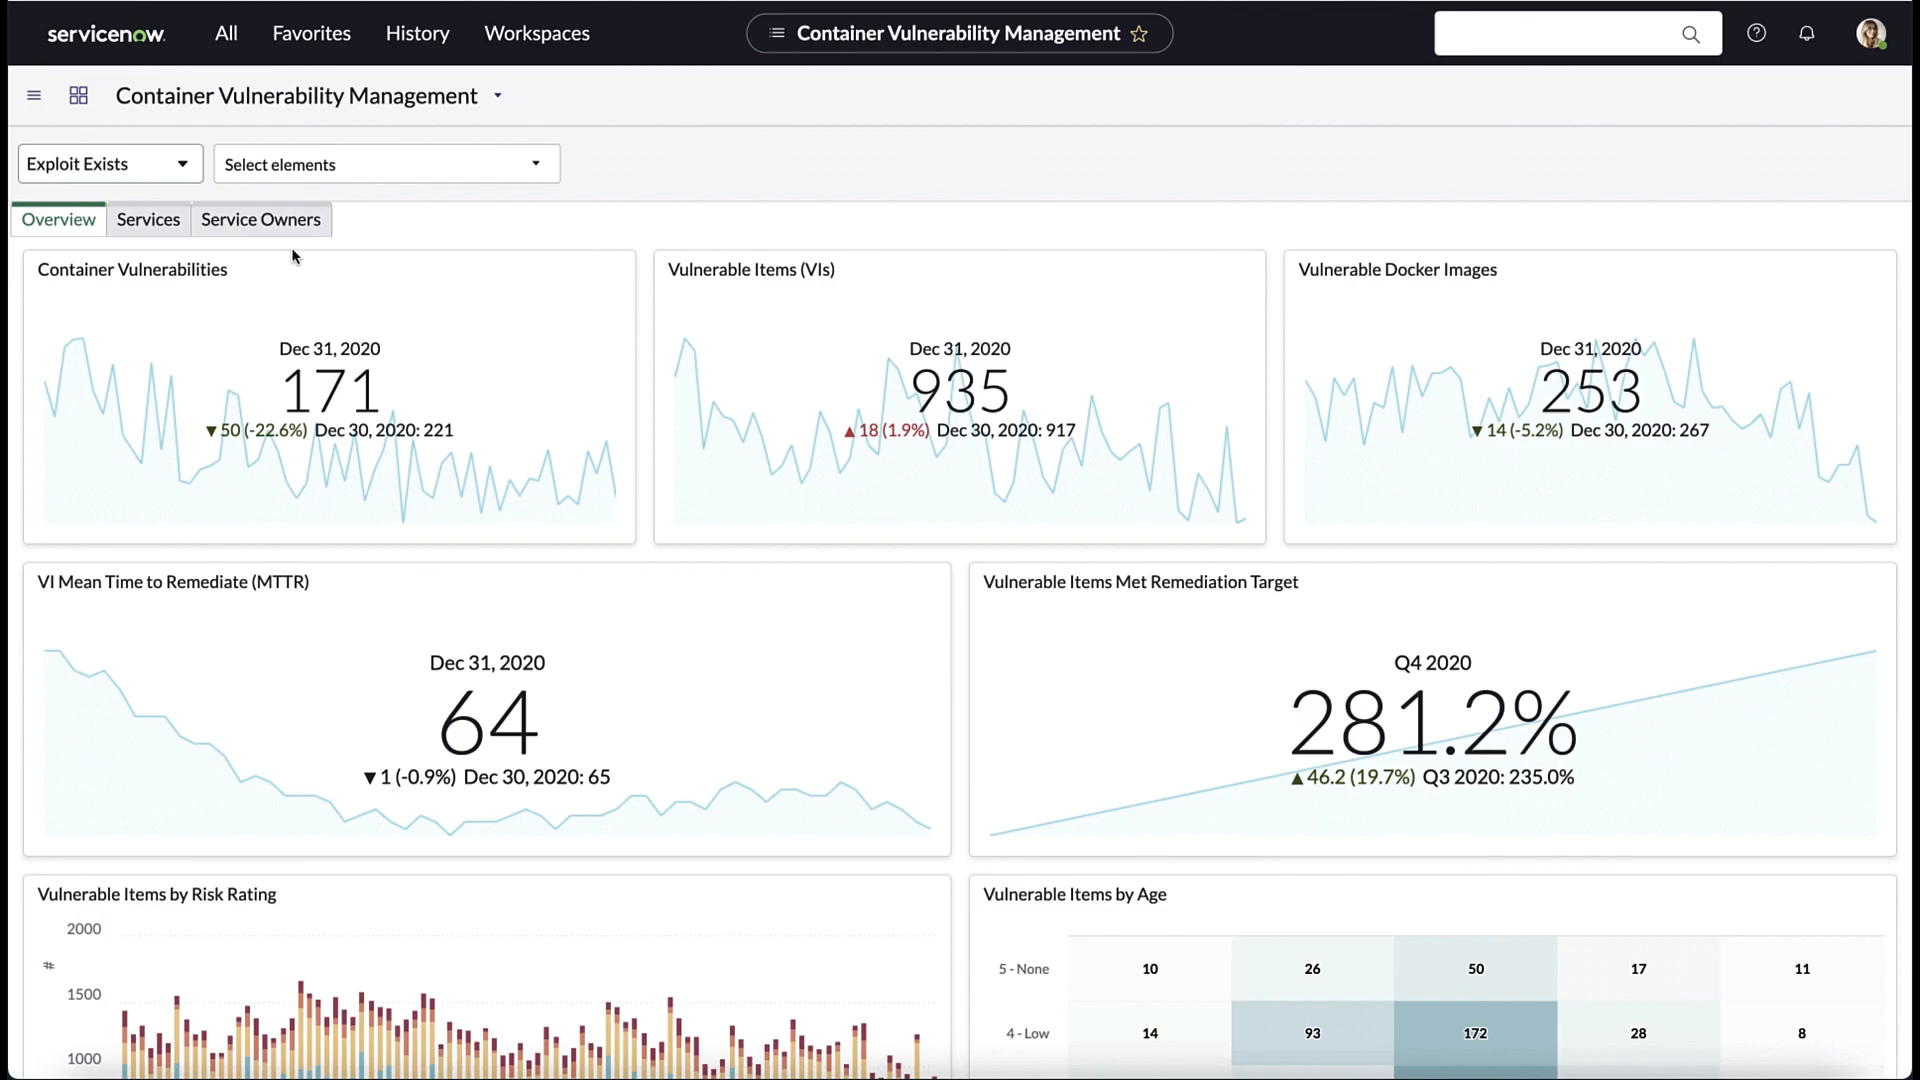 servicenow
All
Favorites
History
Workspaces
Container Vulnerability Management
Container Vulnerability Management
Exploit Exists
Select elements
Overview
Services
Service Owners
Container Vulnerabilities
Dec 31, 2020
171
▼50 (-22.6%) Dec 30, 2020: 221
Vulnerable Items (VIs)
Dec 31, 2020
935
▲18 (1.9%) Dec 30, 2020: 917
Vulnerable Docker Images
Dec 31, 2020
253
▼14 (-5.2%) Dec 30, 2020: 267
VI Mean Time to Remediate (MTTR)
Dec 31, 2020
64
▼1 (-0.9%) Dec 30, 2020: 65
Vulnerable Items Met Remediation Target
Q4 2020
281.2%
▲46.2 (19.7%) Q3 2020: 235.0%
Vulnerable Items by Risk Rating
2000
#
1500
1000
Vulnerable Items by Age
5 - None 10 26 50 17 11
4 - Low 14 93 172 28 8